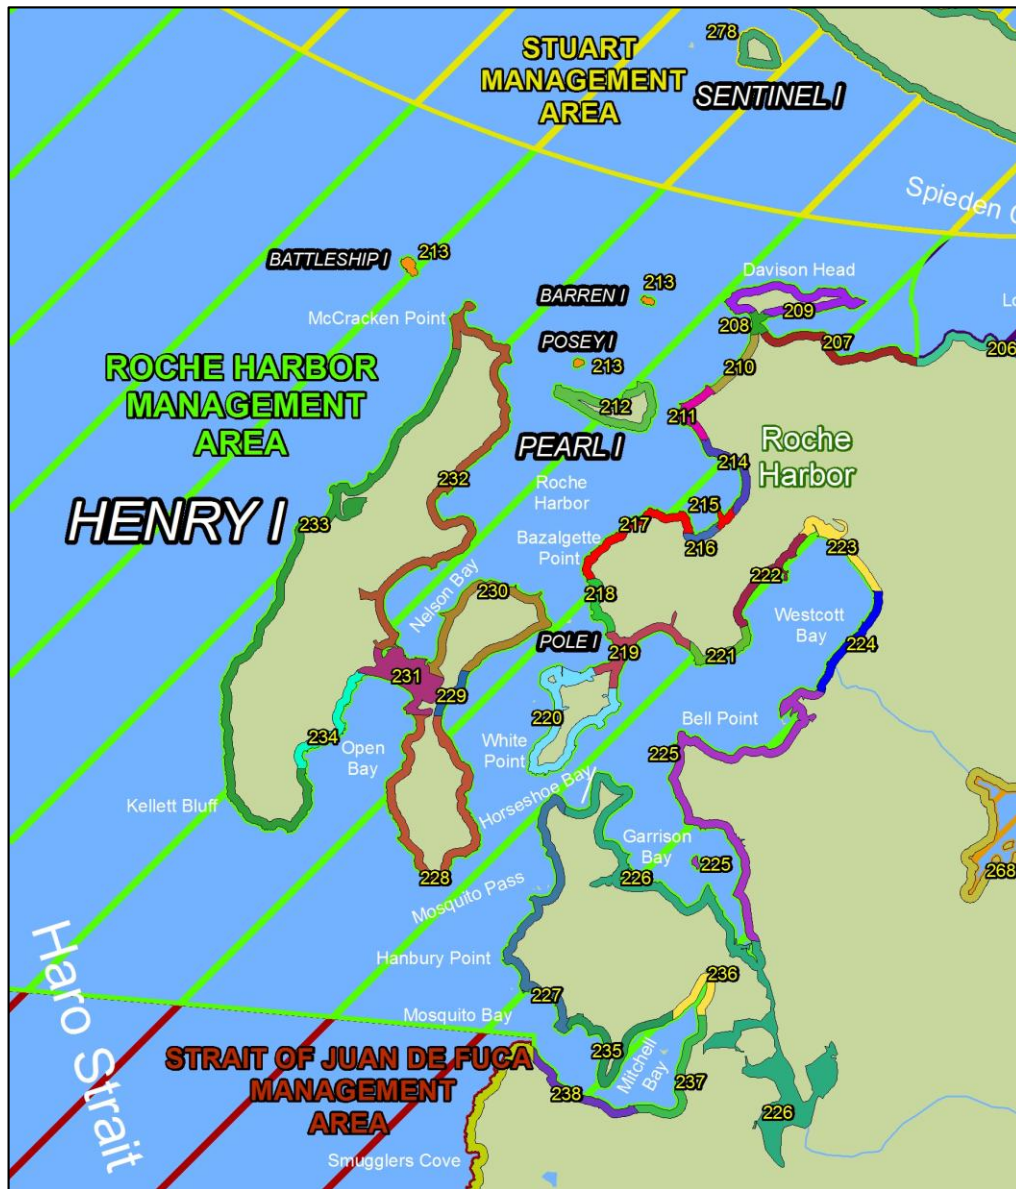 278
STUART
MANAGEMENT
AREA
SENTINEL I
Spieden C
BATTLESHIP I
213
BARREN I
213
Davison Head
209
Lo
McCracken Point
208
207
206
POSEY I
213
210
ROCHE HARBOR
MANAGEMENT
AREA
212
211
PEARL I
Roche
Harbor
214
232
Roche
Harbor
HENRY I
233
215
217
216
Bazalgette
Point
223
222
Nelson Bay
230
218
Westcott
Bay
POLE I
219
221
224
231
229
220
Bell Point
234
Open
Bay
White
Point
225
Kellett Bluff
Horseshoe Bay
Garrison
Bay
225
228
226
268
Mosquito Pass
Haro Strait
Hanbury Point
236
227
Mosquito Bay
STRAIT OF JUAN DE FUCA
MANAGEMENT
AREA
235
Mitchell
Bay
237
238
226
Smugglers Cove